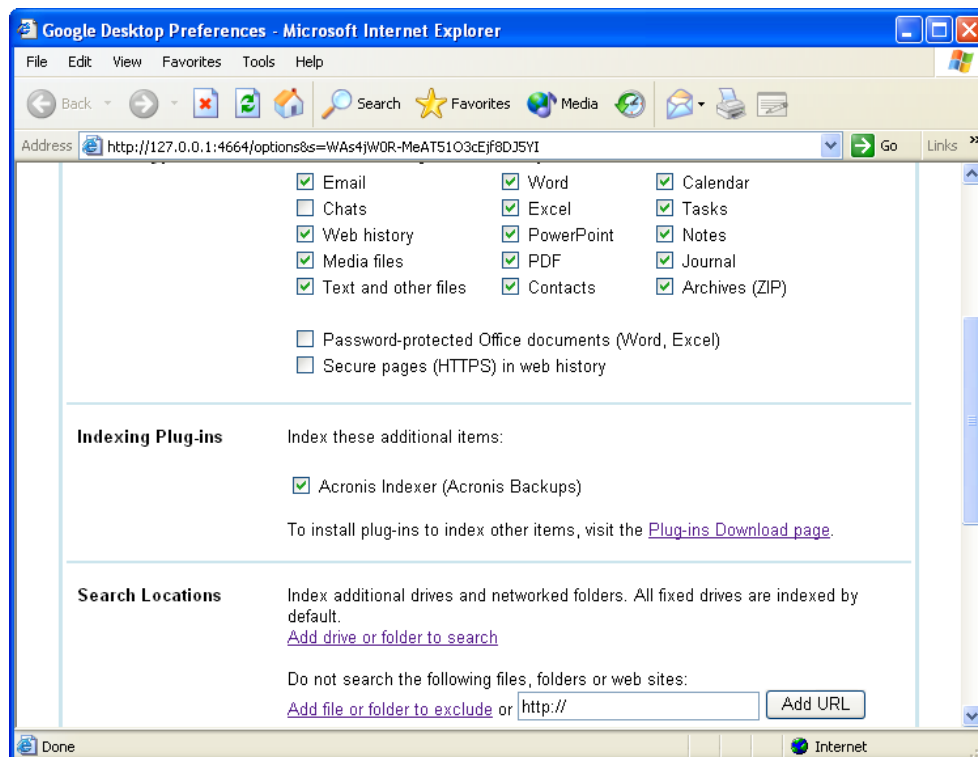 Google Desktop Preferences - Microsoft Internet Explorer
File Edit View Favorites Tools Help
Back Search Favorites Media
Address http://127.0.0.1:4664/options&s=WAs4jW0R-MeAT51O3cEjf8DJ5YI Go Links »
Email Word Calendar
Chats Excel Tasks
Web history PowerPoint Notes
Media files PDF Journal
Text and other files Contacts Archives (ZIP)
Password-protected Office documents (Word, Excel)
Secure pages (HTTPS) in web history
Indexing Plug-ins Index these additional items:
Acronis Indexer (Acronis Backups)
To install plug-ins to index other items, visit the Plug-ins Download page.
Search Locations Index additional drives and networked folders. All fixed drives are indexed by
default.
Add drive or folder to search
Do not search the following files, folders or web sites:
Add file or folder to exclude or http:// Add URL
Done Internet